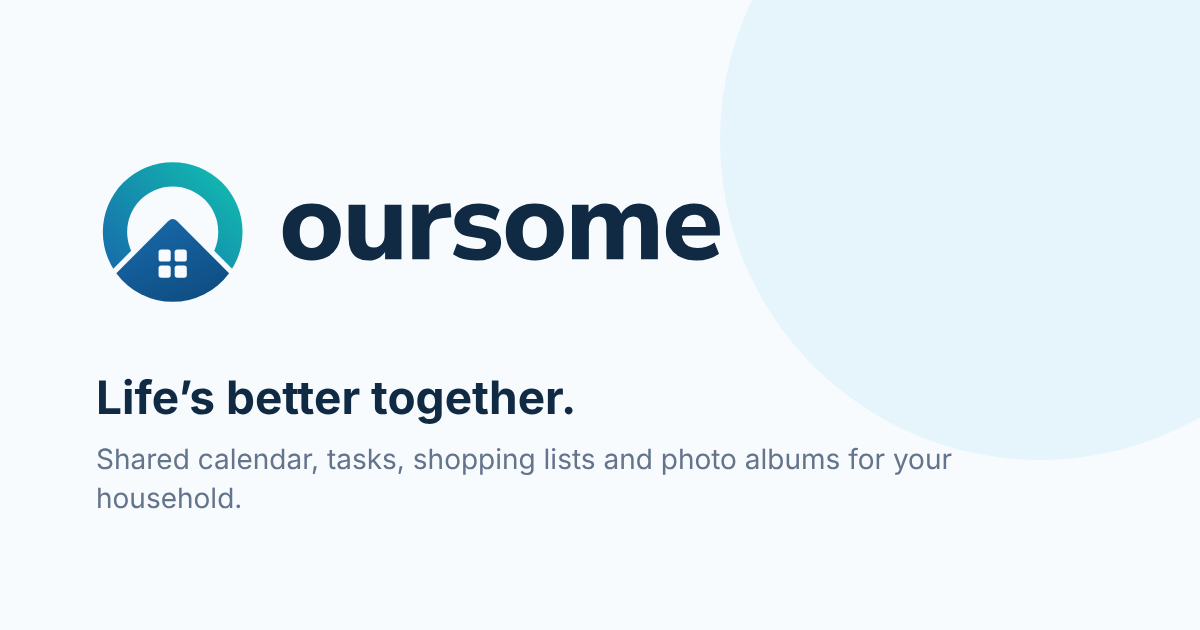 oursome
Life’s better together.
Shared calendar, tasks, shopping lists and photo albums for your
household.